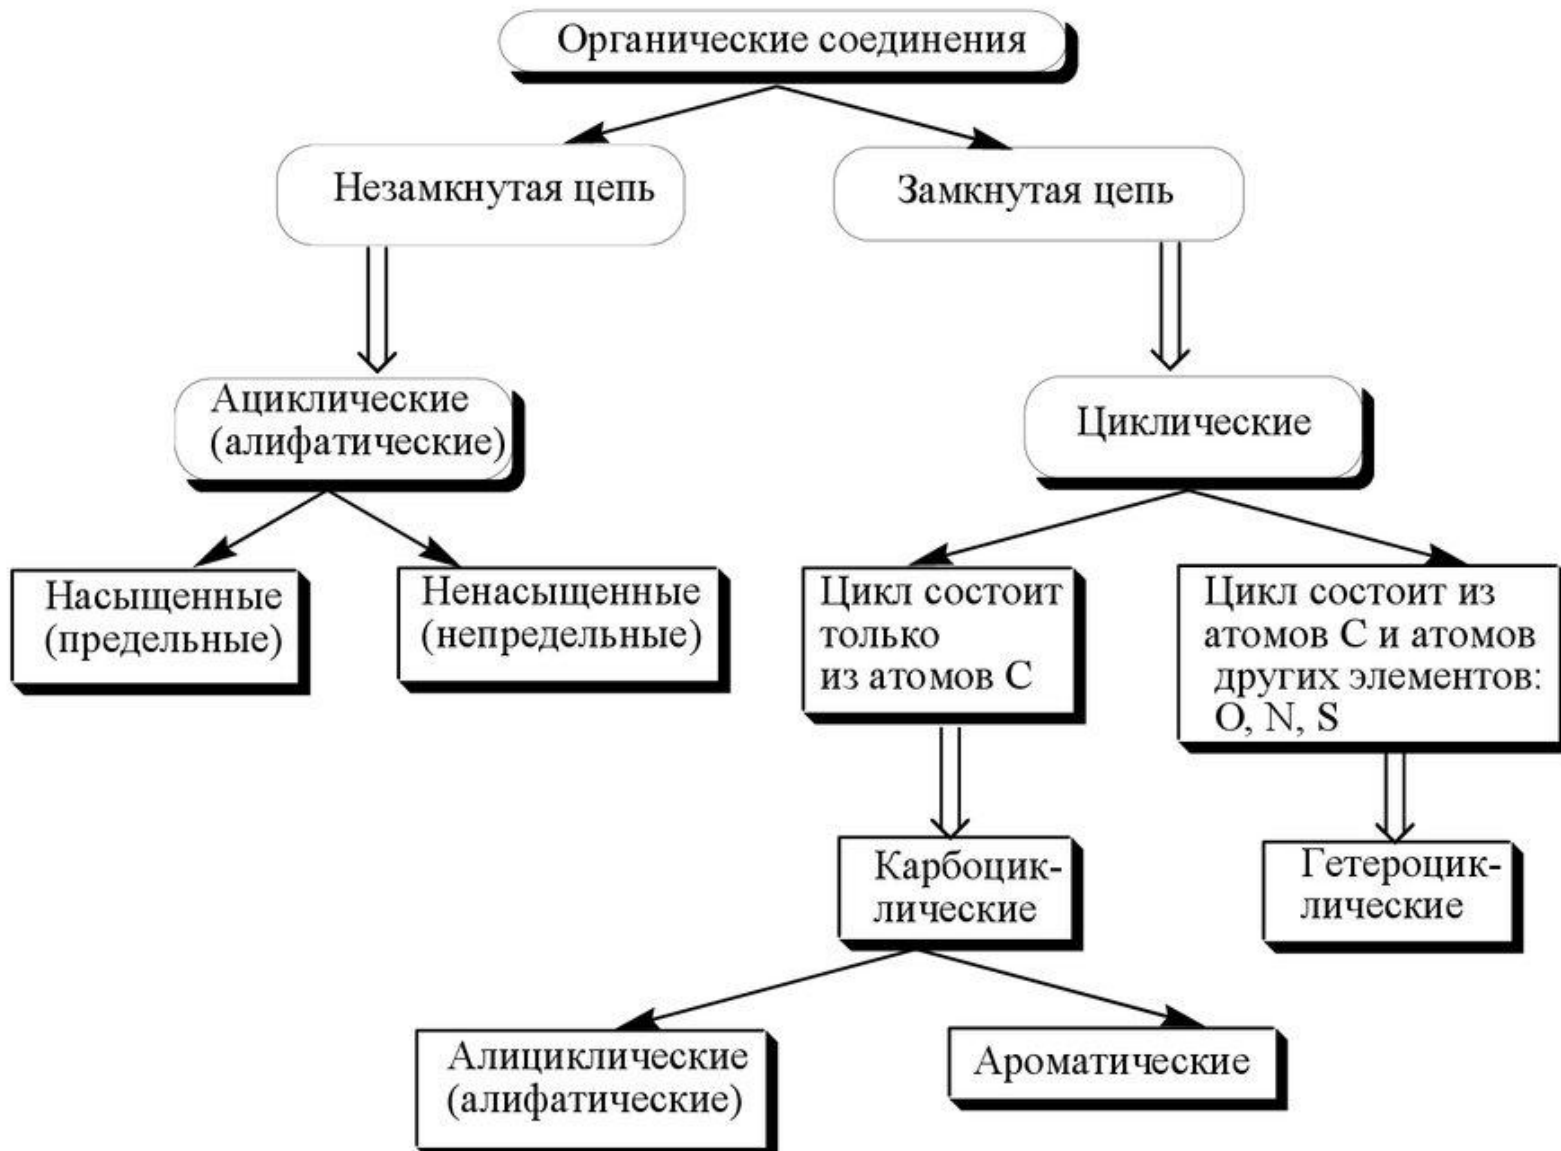 Органические соединения
Незамкнутая цепь
Замкнутая цепь
Ациклические
(алифатические)
Циклические
Насыщенные
(предельные)
Ненасыщенные
(непредельные)
Цикл состоит
только
из атомов С
Цикл состоит из
атомов С и атомов
других элементов:
O, N, S
Карбоцик-
лические
Гетероцик-
лические
Алициклические
(алифатические)
Ароматические